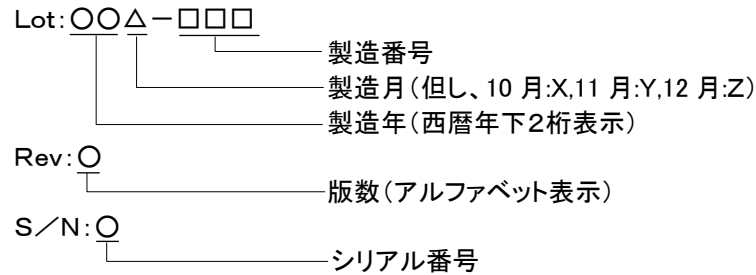 Lot:○○△-□□□
製造番号
製造月(但し、10 月:X,11 月:Y,12 月:Z)
製造年(西暦年下2桁表示)
Rev:○
版数(アルファベット表示)
S/N:○
シリアル番号